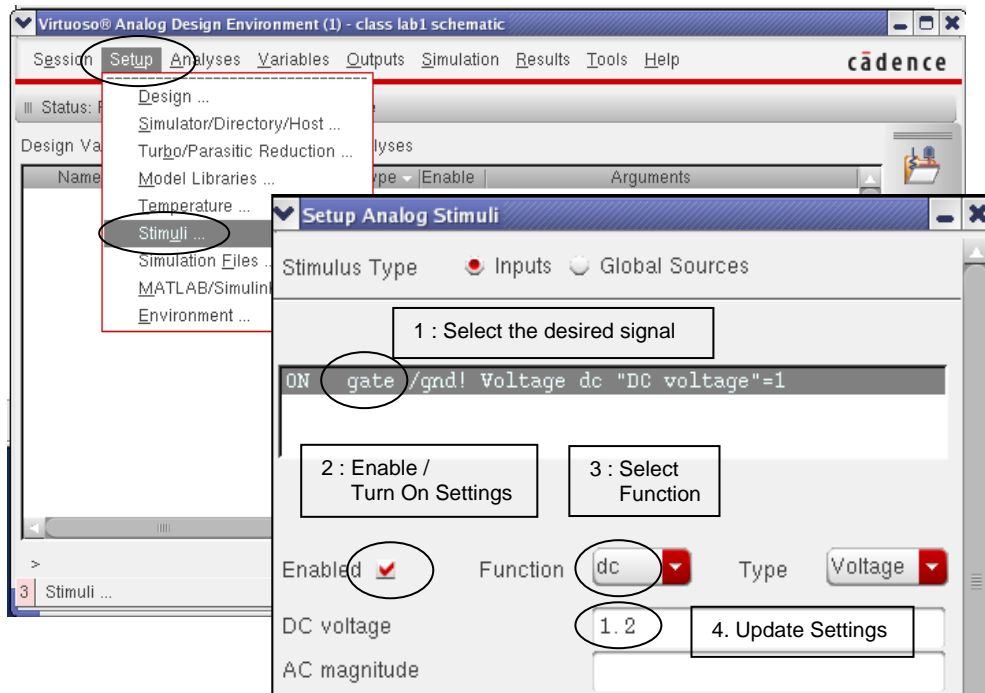 Virtuoso® Analog Design Environment (1) - class lab1 schematic
Session Setup Analyses Variables Outputs Simulation Results Tools Help
cādence
Status:
Design ...
Simulator/Directory/Host ...
Design Va
Turbo/Parasitic Reduction ...
lyses
Name
Model Libraries ...
Enable
Arguments
Temperature ...
Stimuli ...
Simulation Files ..
MATLAB/Simulin
Environment ...
>
3 Stimuli ...
Setup Analog Stimuli
Stimulus Type Inputs Global Sources
1 : Select the desired signal
ON gate /gnd! Voltage dc "DC voltage"=1
2 : Enable /
Turn On Settings
3 : Select
Function
Enabled Function dc Type Voltage
DC voltage 1.2
4. Update Settings
AC magnitude